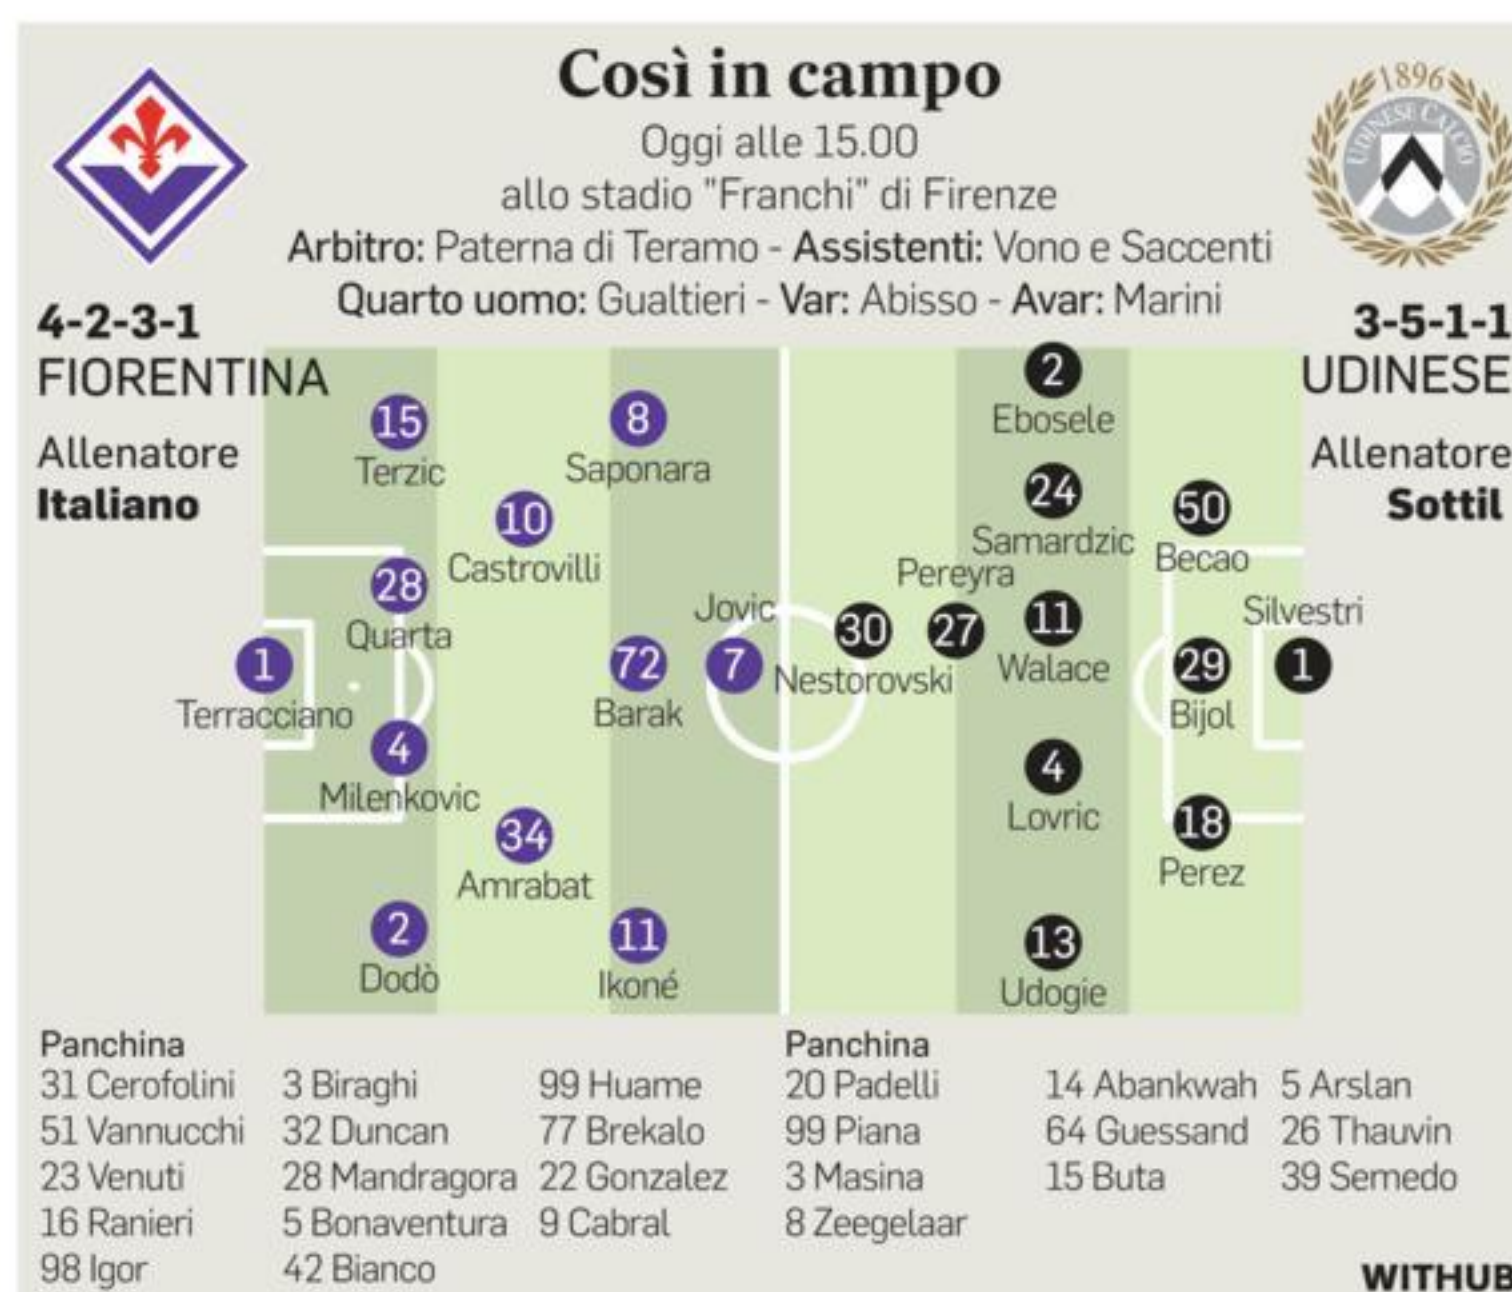 Così in campo
Oggi alle 15.00
allo stadio "Franchi" di Firenze
Arbitro: Paterna di Teramo - Assistenti: Vono e Saccenti
Quarto uomo: Gualtieri - Var: Abisso - Avar: Marini
1896
UDINESE CALCIO
4-2-3-1
FIORENTINA
Allenatore
Italiano
3-5-1-1
UDINESE
Allenatore
Sottil
1
Terracciano
15
Terzic
28
Quarta
4
Milenkovic
2
Dodò
10
Castrovilli
34
Amrabat
8
Saponara
72
Barak
11
Ikoné
Jovic
7
30
Nestorovski
Pereyra
27
2
Ebosele
24
Samardzic
11
Walace
4
Lovric
13
Udogie
50
Becao
29
Bijol
18
Perez
Silvestri
1
Panchina
31 Cerofolini
51 Vannucchi
23 Venuti
16 Ranieri
98 Igor
3 Biraghi
32 Duncan
28 Mandragora
5 Bonaventura
42 Bianco
99 Huame
77 Brekalo
22 Gonzalez
9 Cabral
Panchina
20 Padelli
99 Piana
3 Masina
8 Zeegelaar
14 Abankwah
64 Guessand
15 Buta
5 Arslan
26 Thauvin
39 Semedo
WITHUB